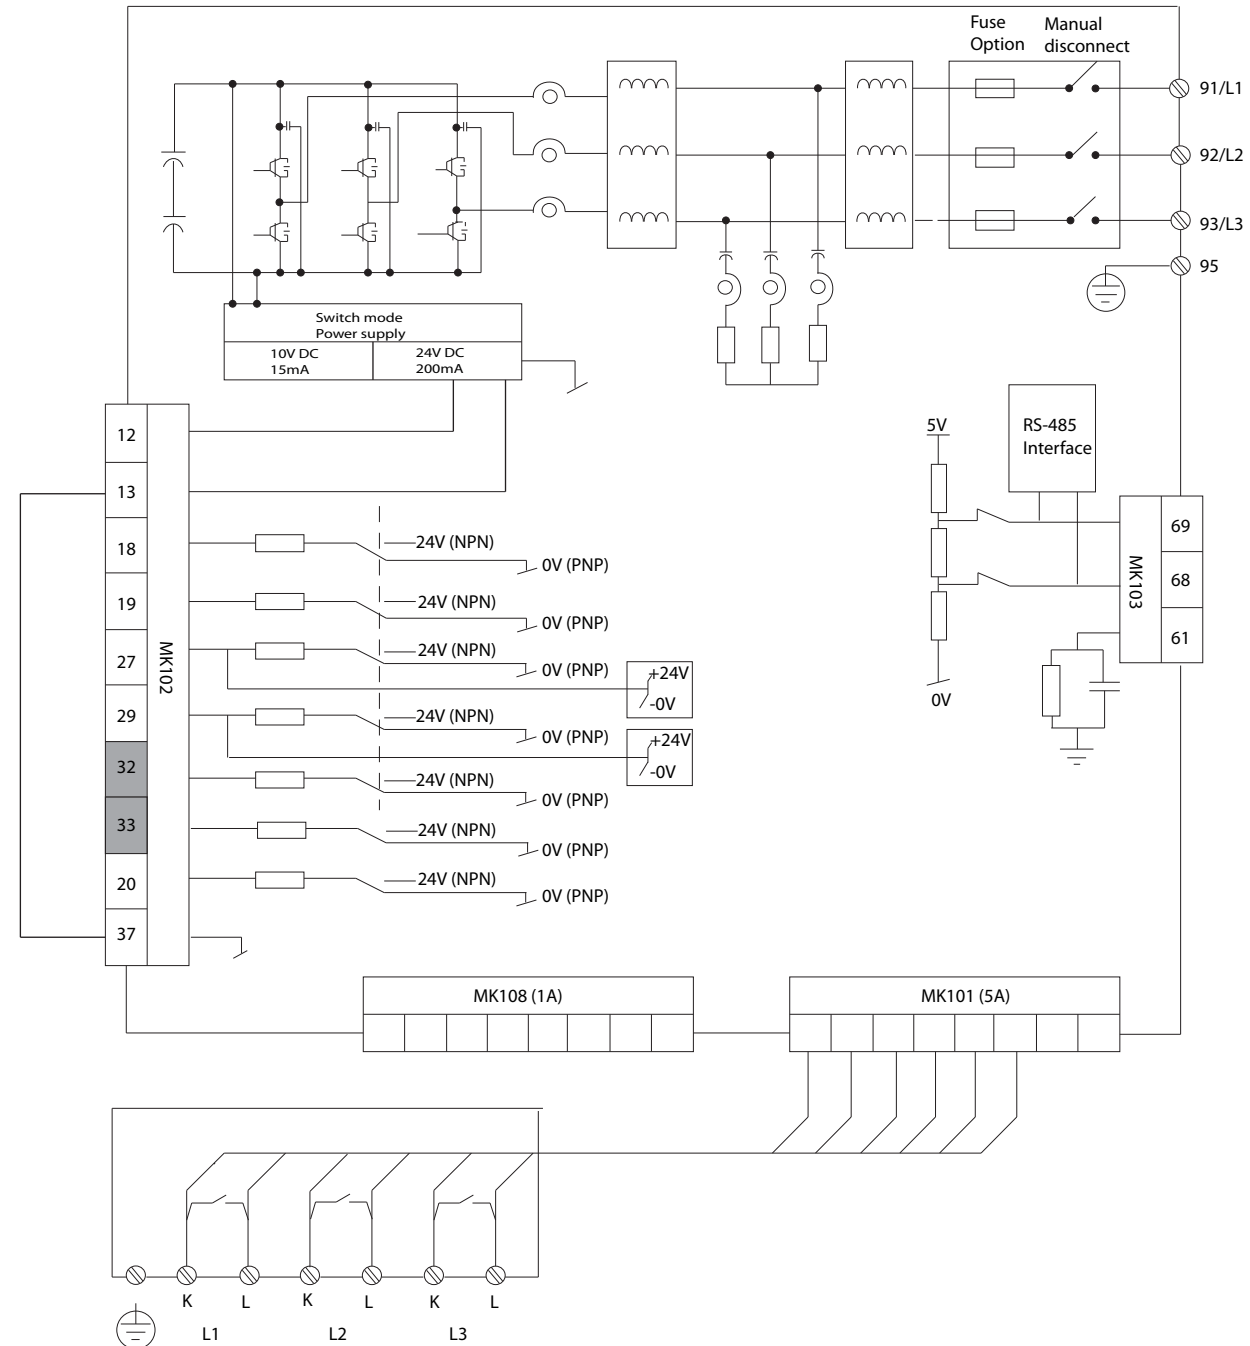 Fuse Option
Manual disconnect
91/L1
92/L2
93/L3
95
Switch mode
Power supply
10V DC
15mA
24V DC
200mA
12
13
18
19
27
29
32
33
20
37
MK102
24V (NPN)
0V (PNP)
24V (NPN)
0V (PNP)
24V (NPN)
0V (PNP)
+24V
-0V
24V (NPN)
0V (PNP)
+24V
-0V
24V (NPN)
0V (PNP)
24V (NPN)
0V (PNP)
24V (NPN)
0V (PNP)
5V
0V
RS-485
Interface
MK103
69
68
61
MK108 (1A)
MK101 (5A)
K L K L K L
L1 L2 L3